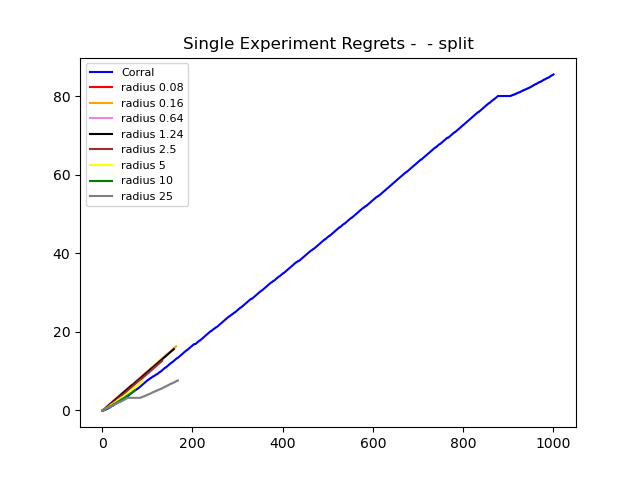 Single Experiment Regrets -  - split
Corral
radius 0.08
radius 0.16
radius 0.64
radius 1.24
radius 2.5
radius 5
radius 10
radius 25
80
60
40
20
0
0 200 400 600 800 1000